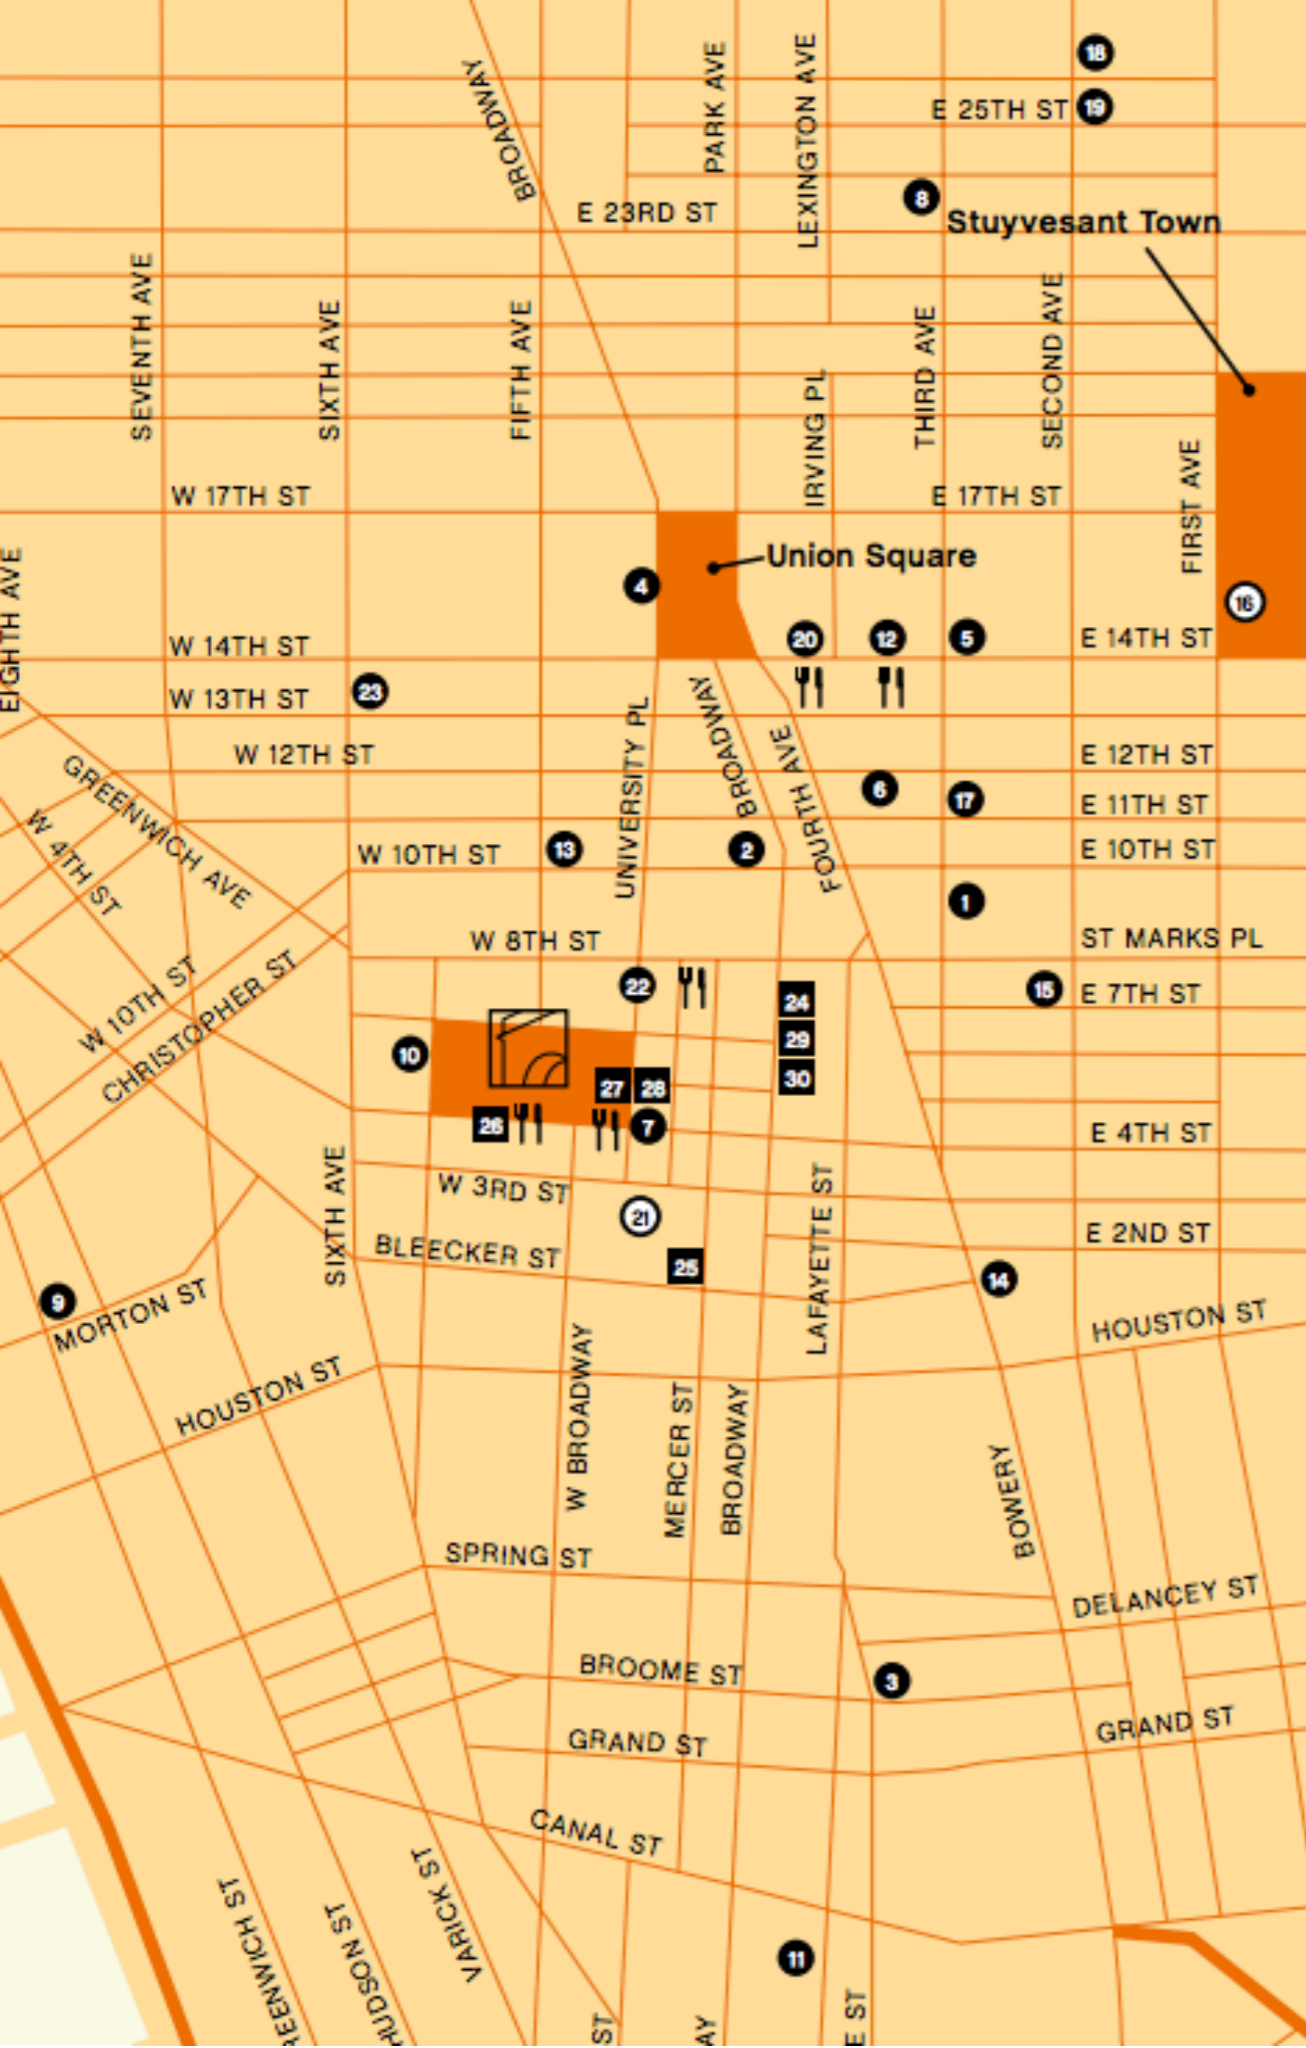 18
BROADWAY
PARK AVE
LEXINGTON AVE
E 25TH ST
19
8
E 23RD ST
Stuyvesant Town
SEVENTH AVE
SIXTH AVE
FIFTH AVE
THIRD AVE
SECOND AVE
IRVING PL
FIRST AVE
W 17TH ST
E 17TH ST
Union Square
4
16
EIGHTH AVE
W 14TH ST
20
12
5
E 14TH ST
W 13TH ST
23
W 12TH ST
UNIVERSITY PL
BROADWAY
FOURTH AVE
E 12TH ST
GREENWICH AVE
6
17
E 11TH ST
W 4TH ST
W 10TH ST
13
2
E 10TH ST
1
W 8TH ST
ST MARKS PL
W 10TH ST
CHRISTOPHER ST
22
24
15
E 7TH ST
10
29
27
28
30
26
7
E 4TH ST
SIXTH AVE
W 3RD ST
LAFAYETTE ST
21
BLEECKER ST
25
E 2ND ST
14
9
MORTON ST
HOUSTON ST
HOUSTON ST
W BROADWAY
MERCER ST
BROADWAY
BOWERY
SPRING ST
DELANCEY ST
BROOME ST
3
GRAND ST
GRAND ST
CANAL ST
REENWICH ST
HUDSON ST
VARICK ST
11
ST
AY
E ST